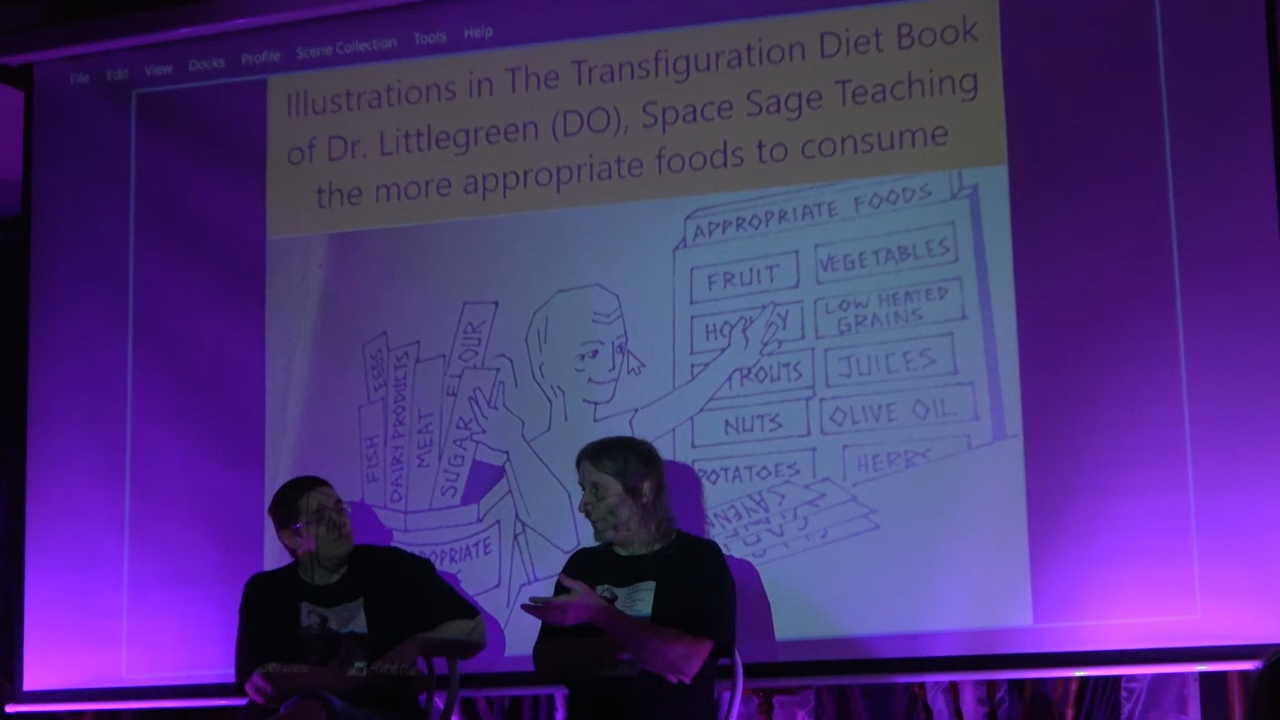 File Edit View Docks Profile Scene Collection Tools Help
Illustrations in The Transfiguration Diet Book
of Dr. Littlegreen (DO), Space Sage Teaching
the more appropriate foods to consume
APPROPRIATE FOODS
FRUIT
VEGETABLES
LOW HEATED
GRAINS
JUICES
NUTS
OLIVE OIL
POTATOES
HERBS
EGGS
FISH
DAIRY PRODUCTS
MEAT
SUGAR